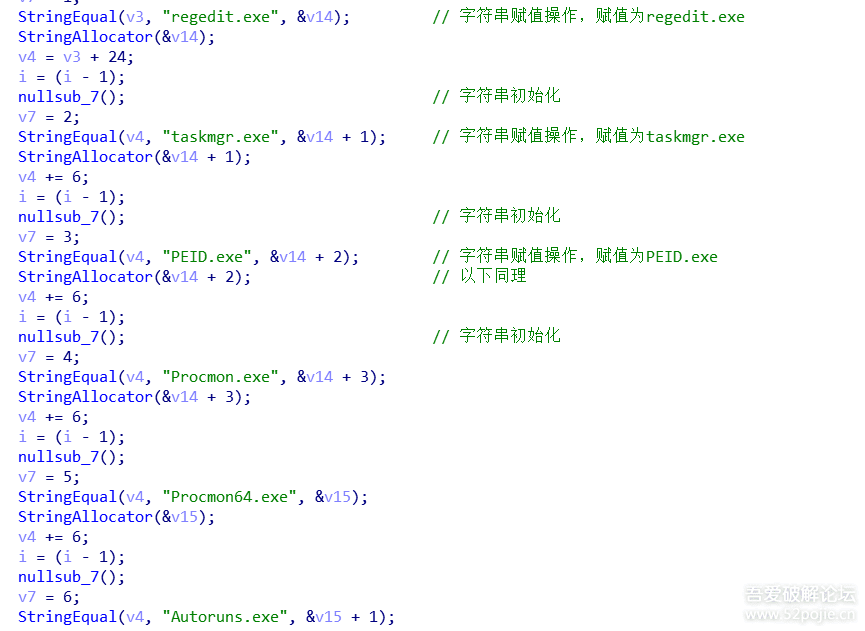 StringEqual(v3, "regedit.exe", &v14); // 字符串赋值操作，赋值为regedit.exe
StringAllocator(&v14);
v4 = v3 + 24;
i = (i - 1);
nullsub_7(); // 字符串初始化
v7 = 2;
StringEqual(v4, "taskmgr.exe", &v14 + 1); // 字符串赋值操作，赋值为taskmgr.exe
StringAllocator(&v14 + 1);
v4 += 6;
i = (i - 1);
nullsub_7(); // 字符串初始化
v7 = 3;
StringEqual(v4, "PEID.exe", &v14 + 2); // 字符串赋值操作，赋值为PEID.exe
StringAllocator(&v14 + 2); // 以下同理
v4 += 6;
i = (i - 1);
nullsub_7(); // 字符串初始化
v7 = 4;
StringEqual(v4, "Procmon.exe", &v14 + 3);
StringAllocator(&v14 + 3);
v4 += 6;
i = (i - 1);
nullsub_7();
v7 = 5;
StringEqual(v4, "Procmon64.exe", &v15);
StringAllocator(&v15);
v4 += 6;
i = (i - 1);
nullsub_7();
v7 = 6;
StringEqual(v4, "Autoruns.exe", &v15 + 1);
吾爱破解论坛
www.52pojie.cn